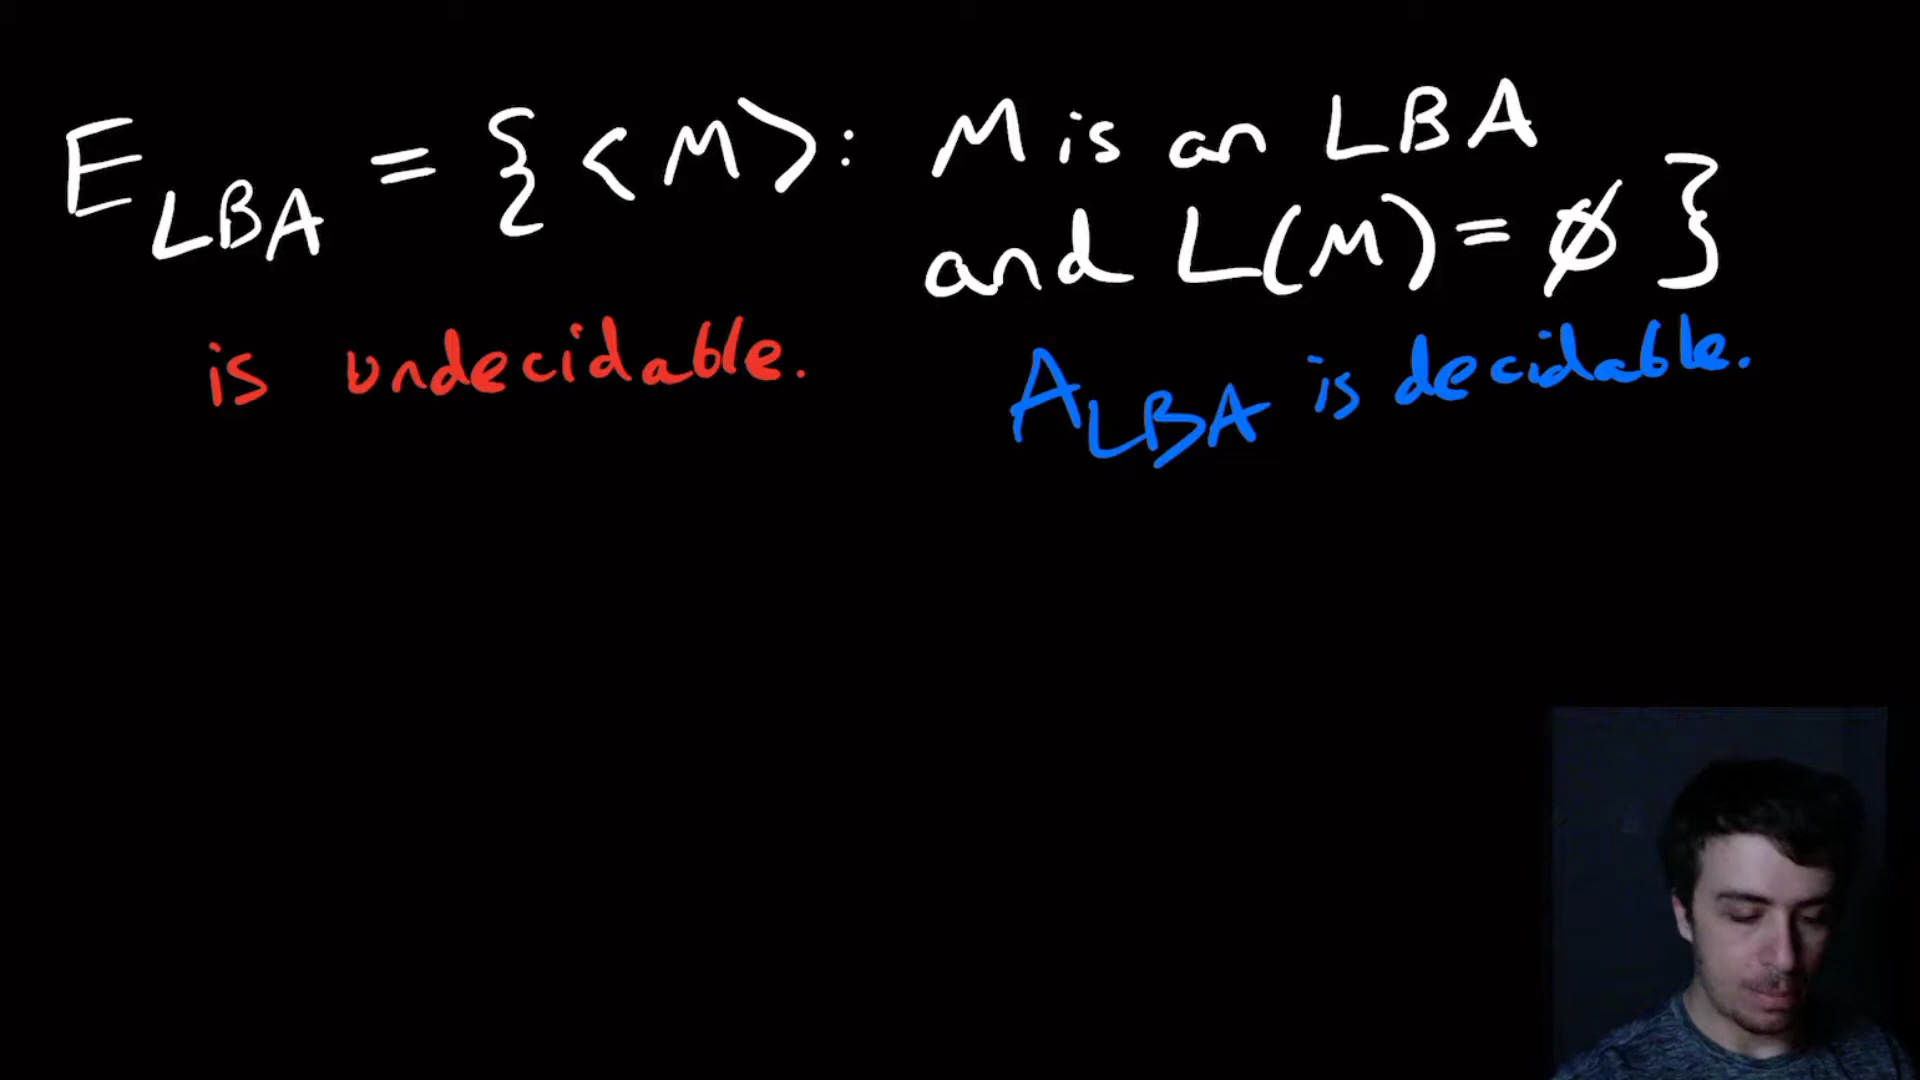 E_LBA = { <M> : M is an LBA
and L(M) = ∅ }
is undecidable.
A_LBA is decidable.